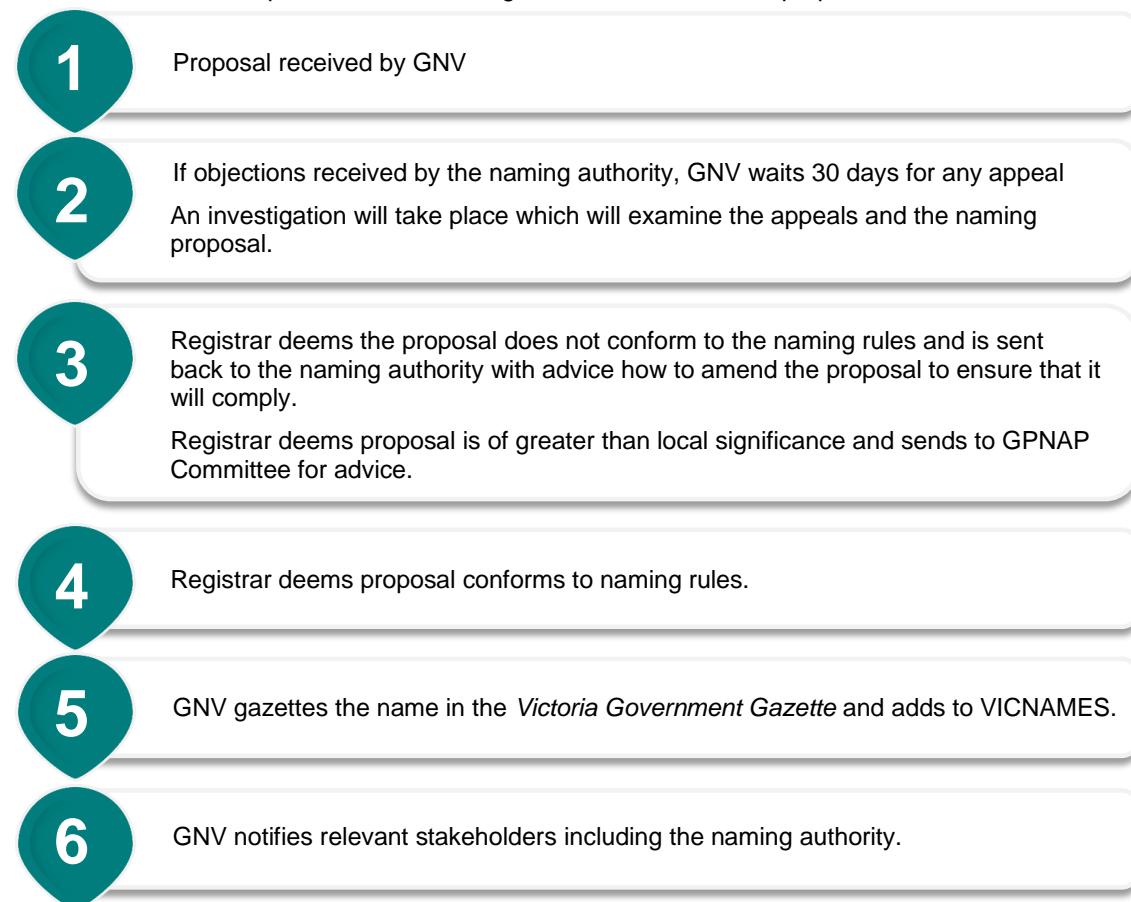 1
Proposal received by GNV
2
If objections received by the naming authority, GNV waits 30 days for any appeal
An investigation will take place which will examine the appeals and the naming
proposal.
3
Registrar deems the proposal does not conform to the naming rules and is sent
back to the naming authority with advice how to amend the proposal to ensure that it
will comply.
Registrar deems proposal is of greater than local significance and sends to GPNAP
Committee for advice.
4
Registrar deems proposal conforms to naming rules.
5
GNV gazettes the name in the Victoria Government Gazette and adds to VICNAMES.
6
GNV notifies relevant stakeholders including the naming authority.